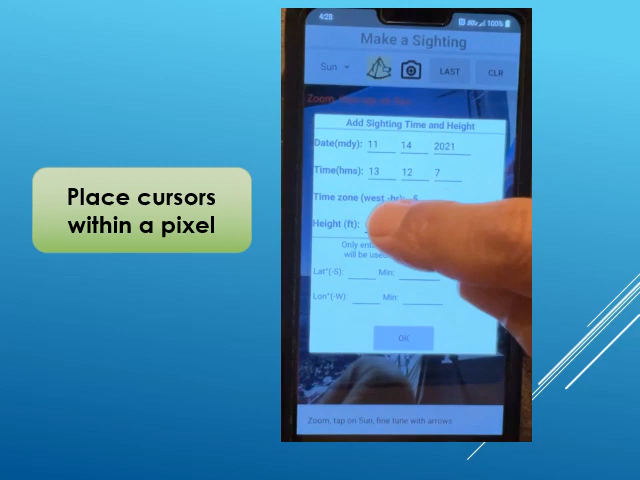 Place cursors
within a pixel
4:28
100%
Make a Sighting
Sun
LAST
CLR
Zoom,
Add Sighting Time and Height
Date(mdy): 11 14 2021
Time(hms): 13 12 7
Time zone (west -hr):
Height (ft):
Only
will be
Lat°(-S): Min:
Lon°(-W): Min:
OK
Zoom, tap on Sun, fine tune with arrows